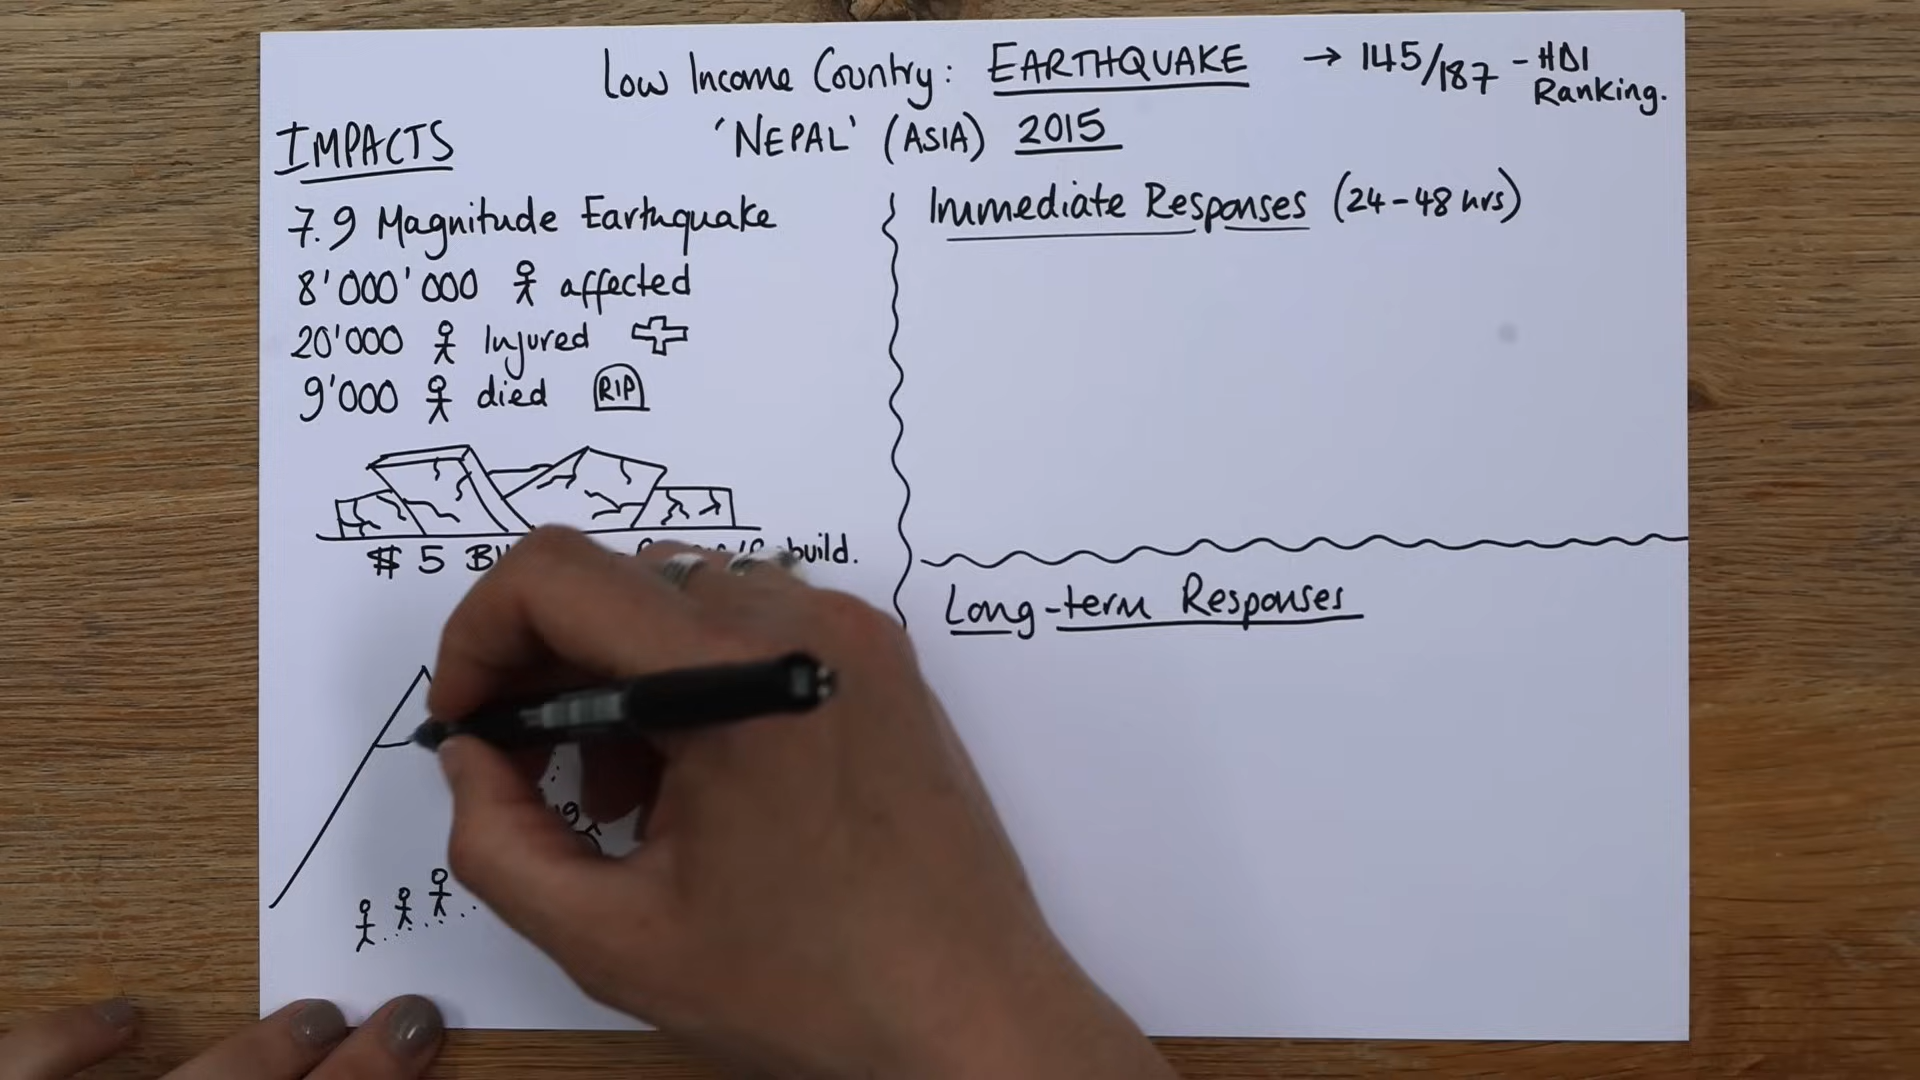 Low Income Country: EARTHQUAKE → 145/187 - HDI Ranking.
'NEPAL' (ASIA) 2015
IMPACTS
7.9 Magnitude Earthquake
8'000'000 affected
20'000 Injured
9'000 died
RIP
$ 5 build.
Immediate Responses (24-48 hrs)
Long-term Responses